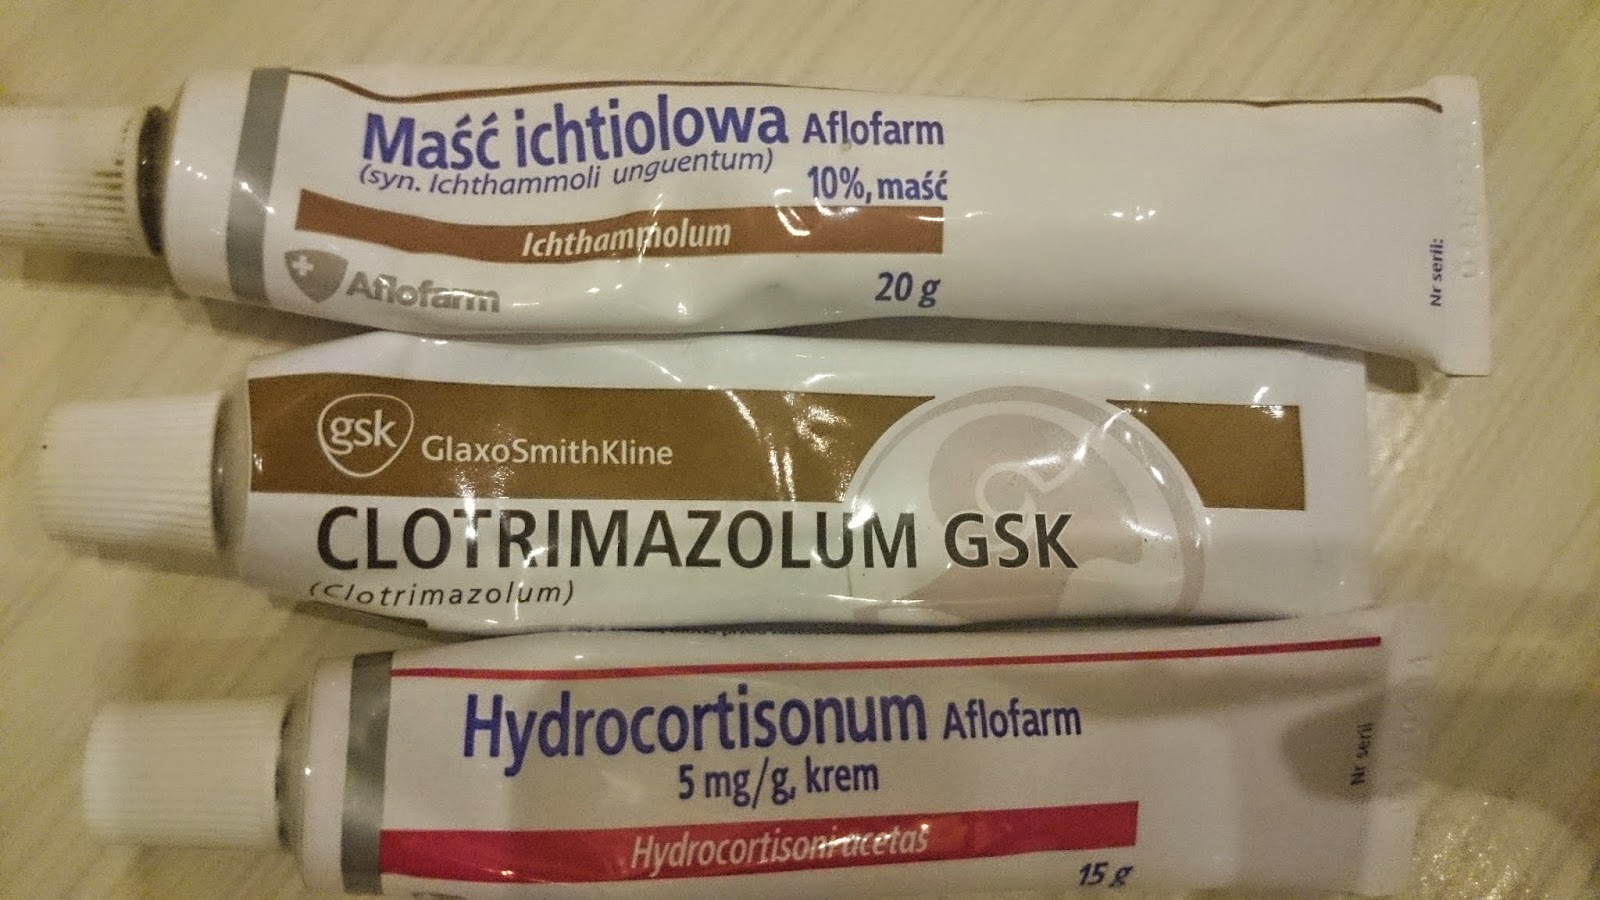 Maść ichtiolowa Aflofarm
(syn. Ichthammoli unguentum)
10%, maść
Ichthammolum
Aflofarm
20 g
Nr serii:
gsk GlaxoSmithKline
CLOTRIMAZOLUM GSK
(Clotrimazolum)
Hydrocortisonum Aflofarm
5 mg/g, krem
Hydrocortisoni acetas
15 g
Nr serii